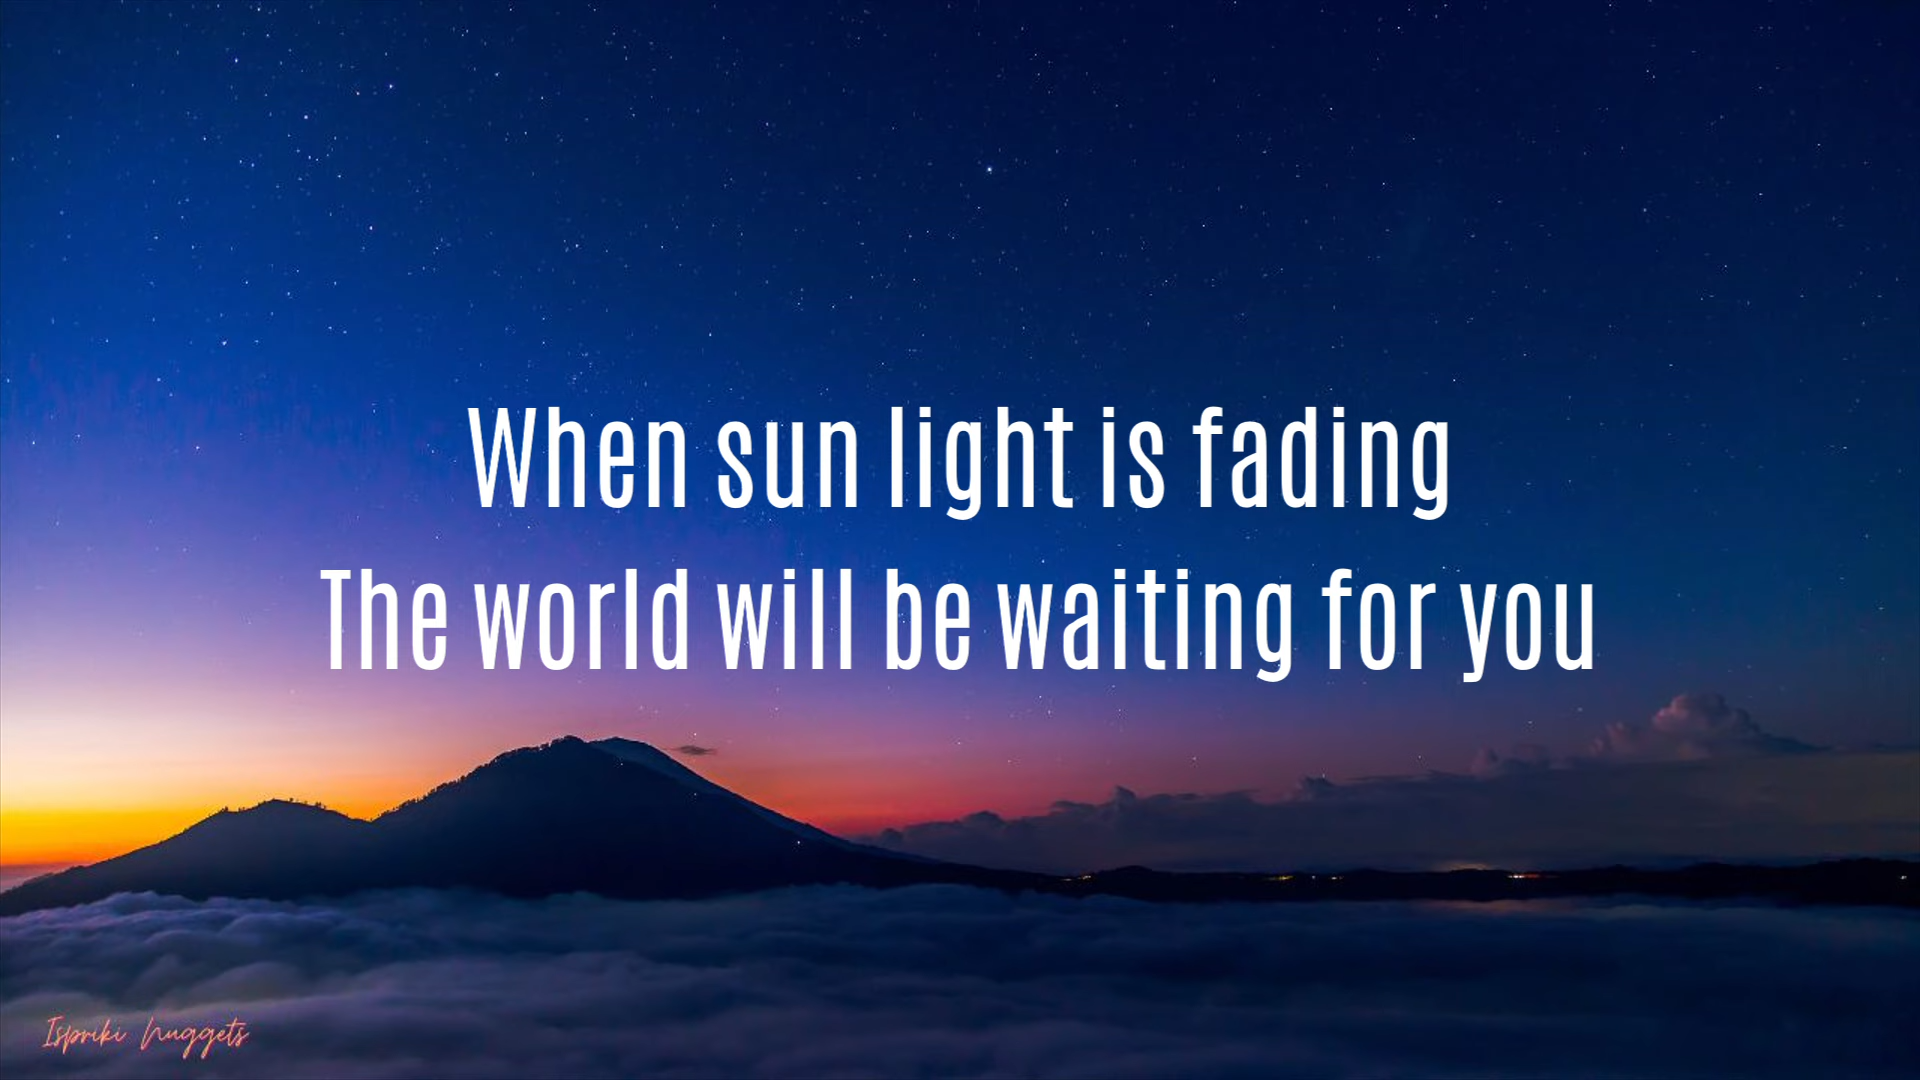 When sun light is fading
The world will be waiting for you
Ispriki Nuggets